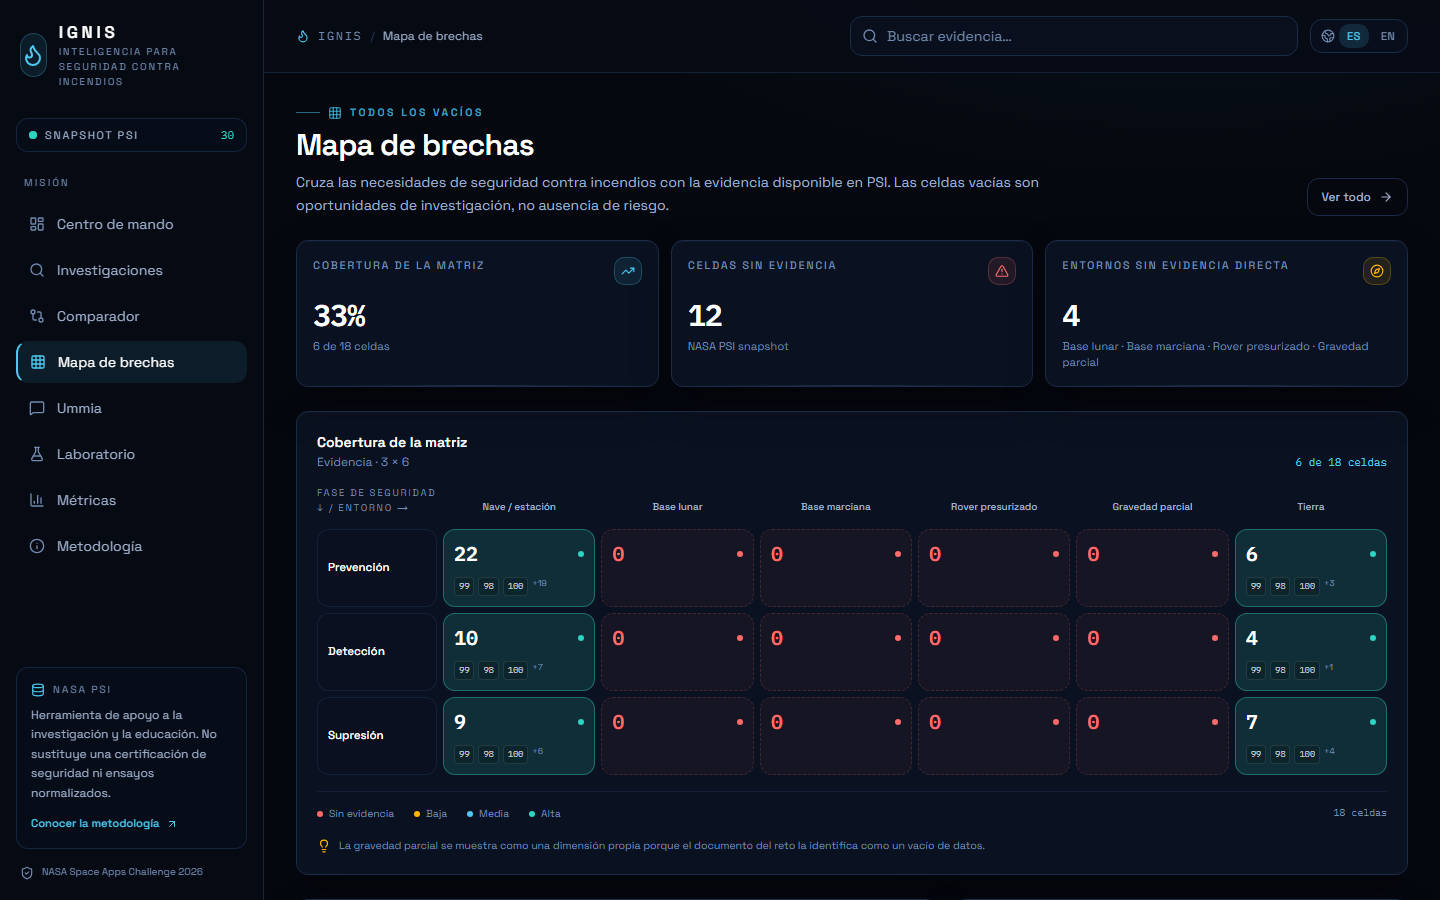 IGNIS
INTELIGENCIA PARA
SEGURIDAD CONTRA
INCENDIOS
SNAPSHOT PSI 30
MISIÓN
Centro de mando
Investigaciones
Comparador
Mapa de brechas
Ummia
Laboratorio
Métricas
Metodología
NASA PSI
Herramienta de apoyo a la
investigación y la educación. No
sustituye una certificación de
seguridad ni ensayos
normalizados.
Conocer la metodología
NASA Space Apps Challenge 2026
IGNIS / Mapa de brechas
Buscar evidencia...
ES EN
TODOS LOS VACÍOS
Mapa de brechas
Cruza las necesidades de seguridad contra incendios con la evidencia disponible en PSI. Las celdas vacías son
oportunidades de investigación, no ausencia de riesgo.
Ver todo →
COBERTURA DE LA MATRIZ
33%
6 de 18 celdas
CELDAS SIN EVIDENCIA
12
NASA PSI snapshot
ENTORNOS SIN EVIDENCIA DIRECTA
4
Base lunar · Base marciana · Rover presurizado · Gravedad
parcial
Cobertura de la matriz
Evidencia · 3 × 6
6 de 18 celdas
FASE DE SEGURIDAD
↓ / ENTORNO →
Nave / estación Base lunar Base marciana Rover presurizado Gravedad parcial Tierra
Prevención 22 0 0 0 0 6
99 98 100 +19 99 98 100 +3
Detección 10 0 0 0 0 4
99 98 100 +7 99 98 100 +1
Supresión 9 0 0 0 0 7
99 98 100 +6 99 98 100 +4
Sin evidencia Baja Media Alta 18 celdas
La gravedad parcial se muestra como una dimensión propia porque el documento del reto la identifica como un vacío de datos.